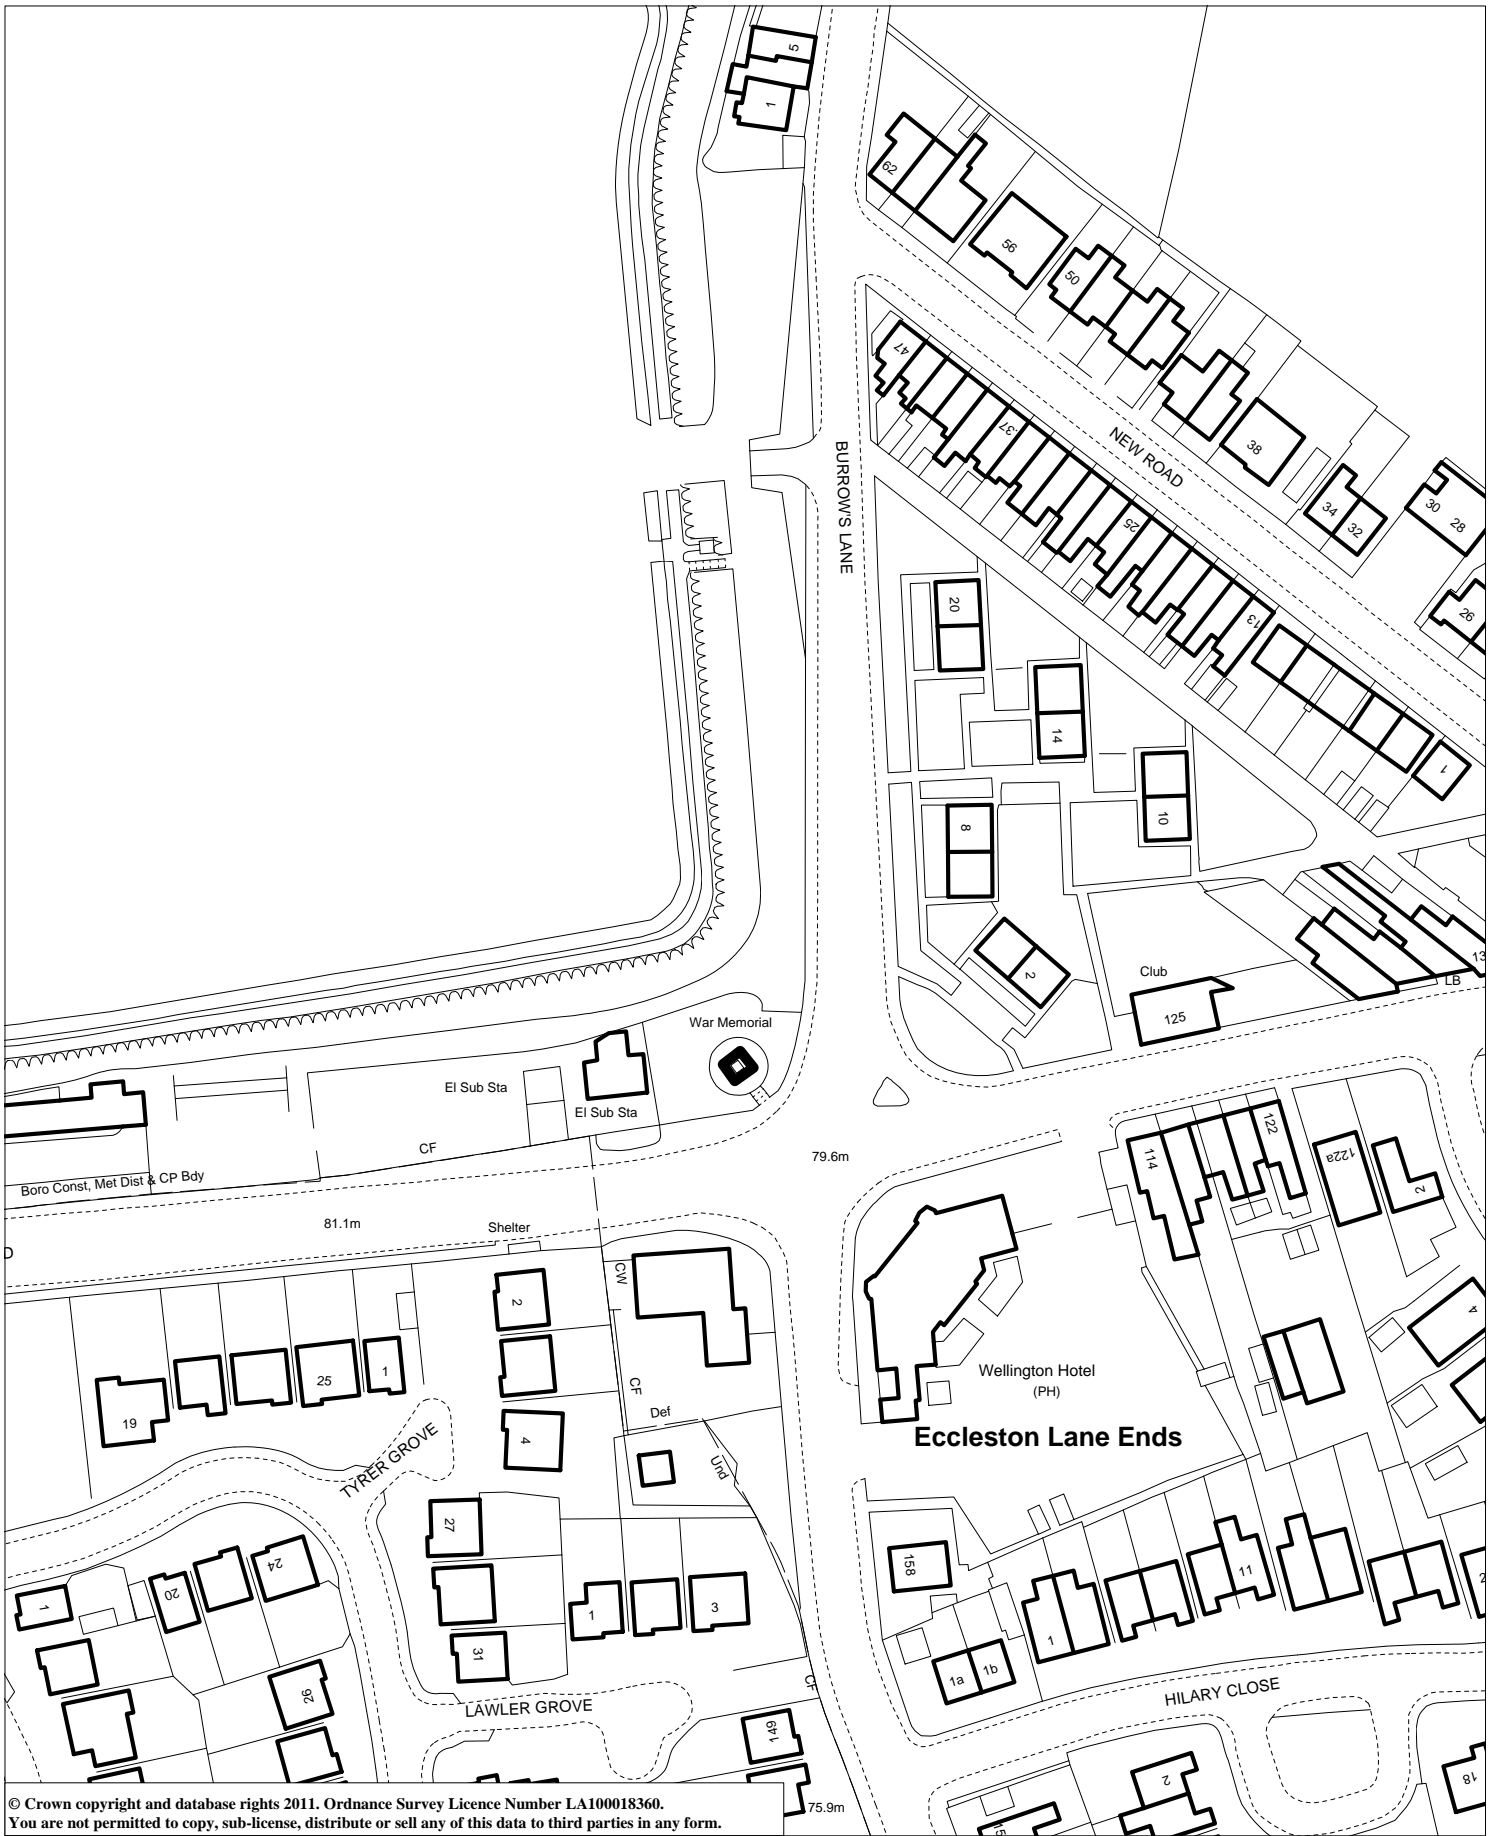 5
1
62
56
50
47
37
NEW ROAD
38
BURROW'S LANE
34
32
30
28
25
26
20
13
14
1
10
8
2
Club
13
LB
125
War Memorial
El Sub Sta
El Sub Sta
CF
79.6m
114
122
122a
2
Boro Const, Met Dist & CP Bdy
81.1m
Shelter
D
CW
2
4
19
25
1
CF
Def
Und
4
Wellington Hotel
(PH)
Eccleston Lane Ends
TYRER GROVE
27
24
20
1
1
3
31
158
1
11
2
1a
1b
26
LAWLER GROVE
CF
HILARY CLOSE
149
2
18
15
75.9m
© Crown copyright and database rights 2011. Ordnance Survey Licence Number LA100018360.
You are not permitted to copy, sub-license, distribute or sell any of this data to third parties in any form.